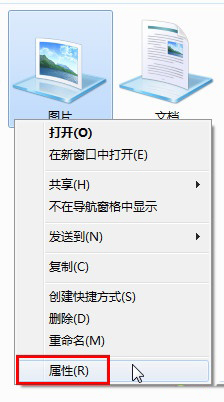 图片
文档
打开(O)
在新窗口中打开(E)
共享(H)
不在导航窗格中显示
发送到(N)
复制(C)
创建快捷方式(S)
删除(D)
重命名(M)
属性(R)